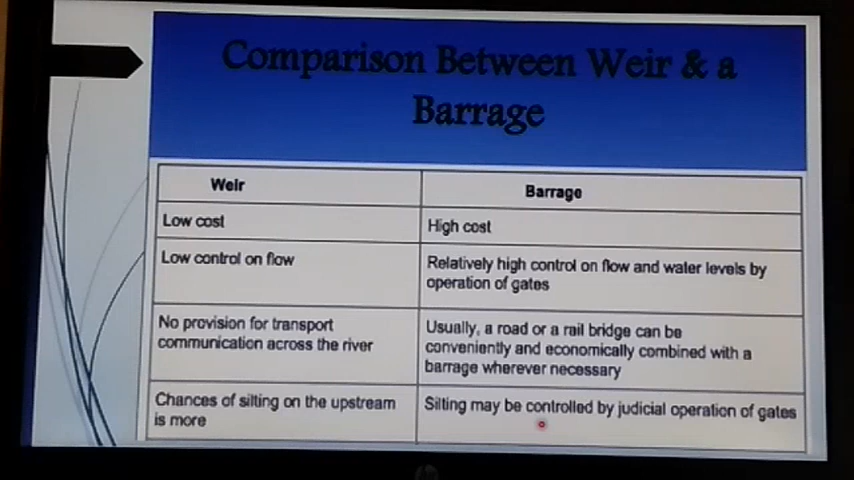 Comparison Between Weir & a
Barrage
Weir
Barrage
Low cost
High cost
Low control on flow
Relatively high control on flow and water levels by
operation of gates
No provision for transport
communication across the river
Usually, a road or a rail bridge can be
conveniently and economically combined with a
barrage wherever necessary
Chances of silting on the upstream
is more
Silting may be controlled by judicial operation of gates
hp